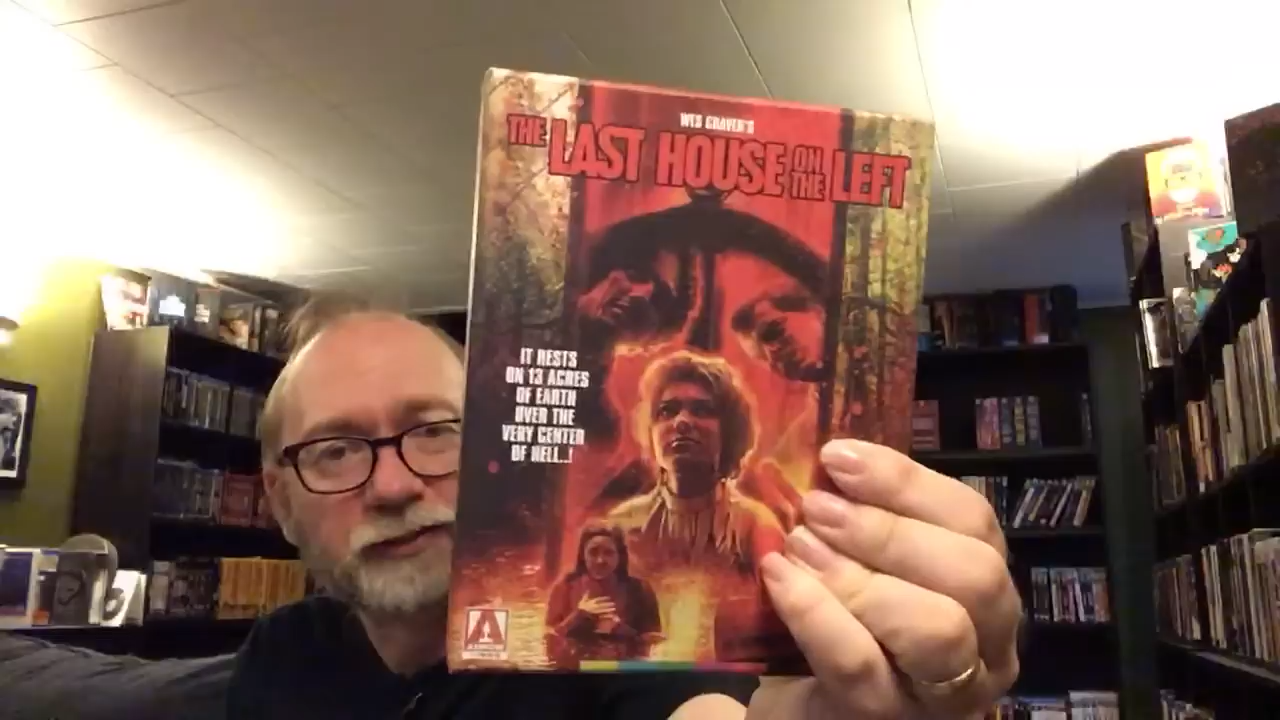 WES CRAVEN'S
THE LAST HOUSE ON THE LEFT
IT RESTS
ON 13 ACRES
OF EARTH
OVER THE
VERY CENTER
OF HELL..!
ARROW